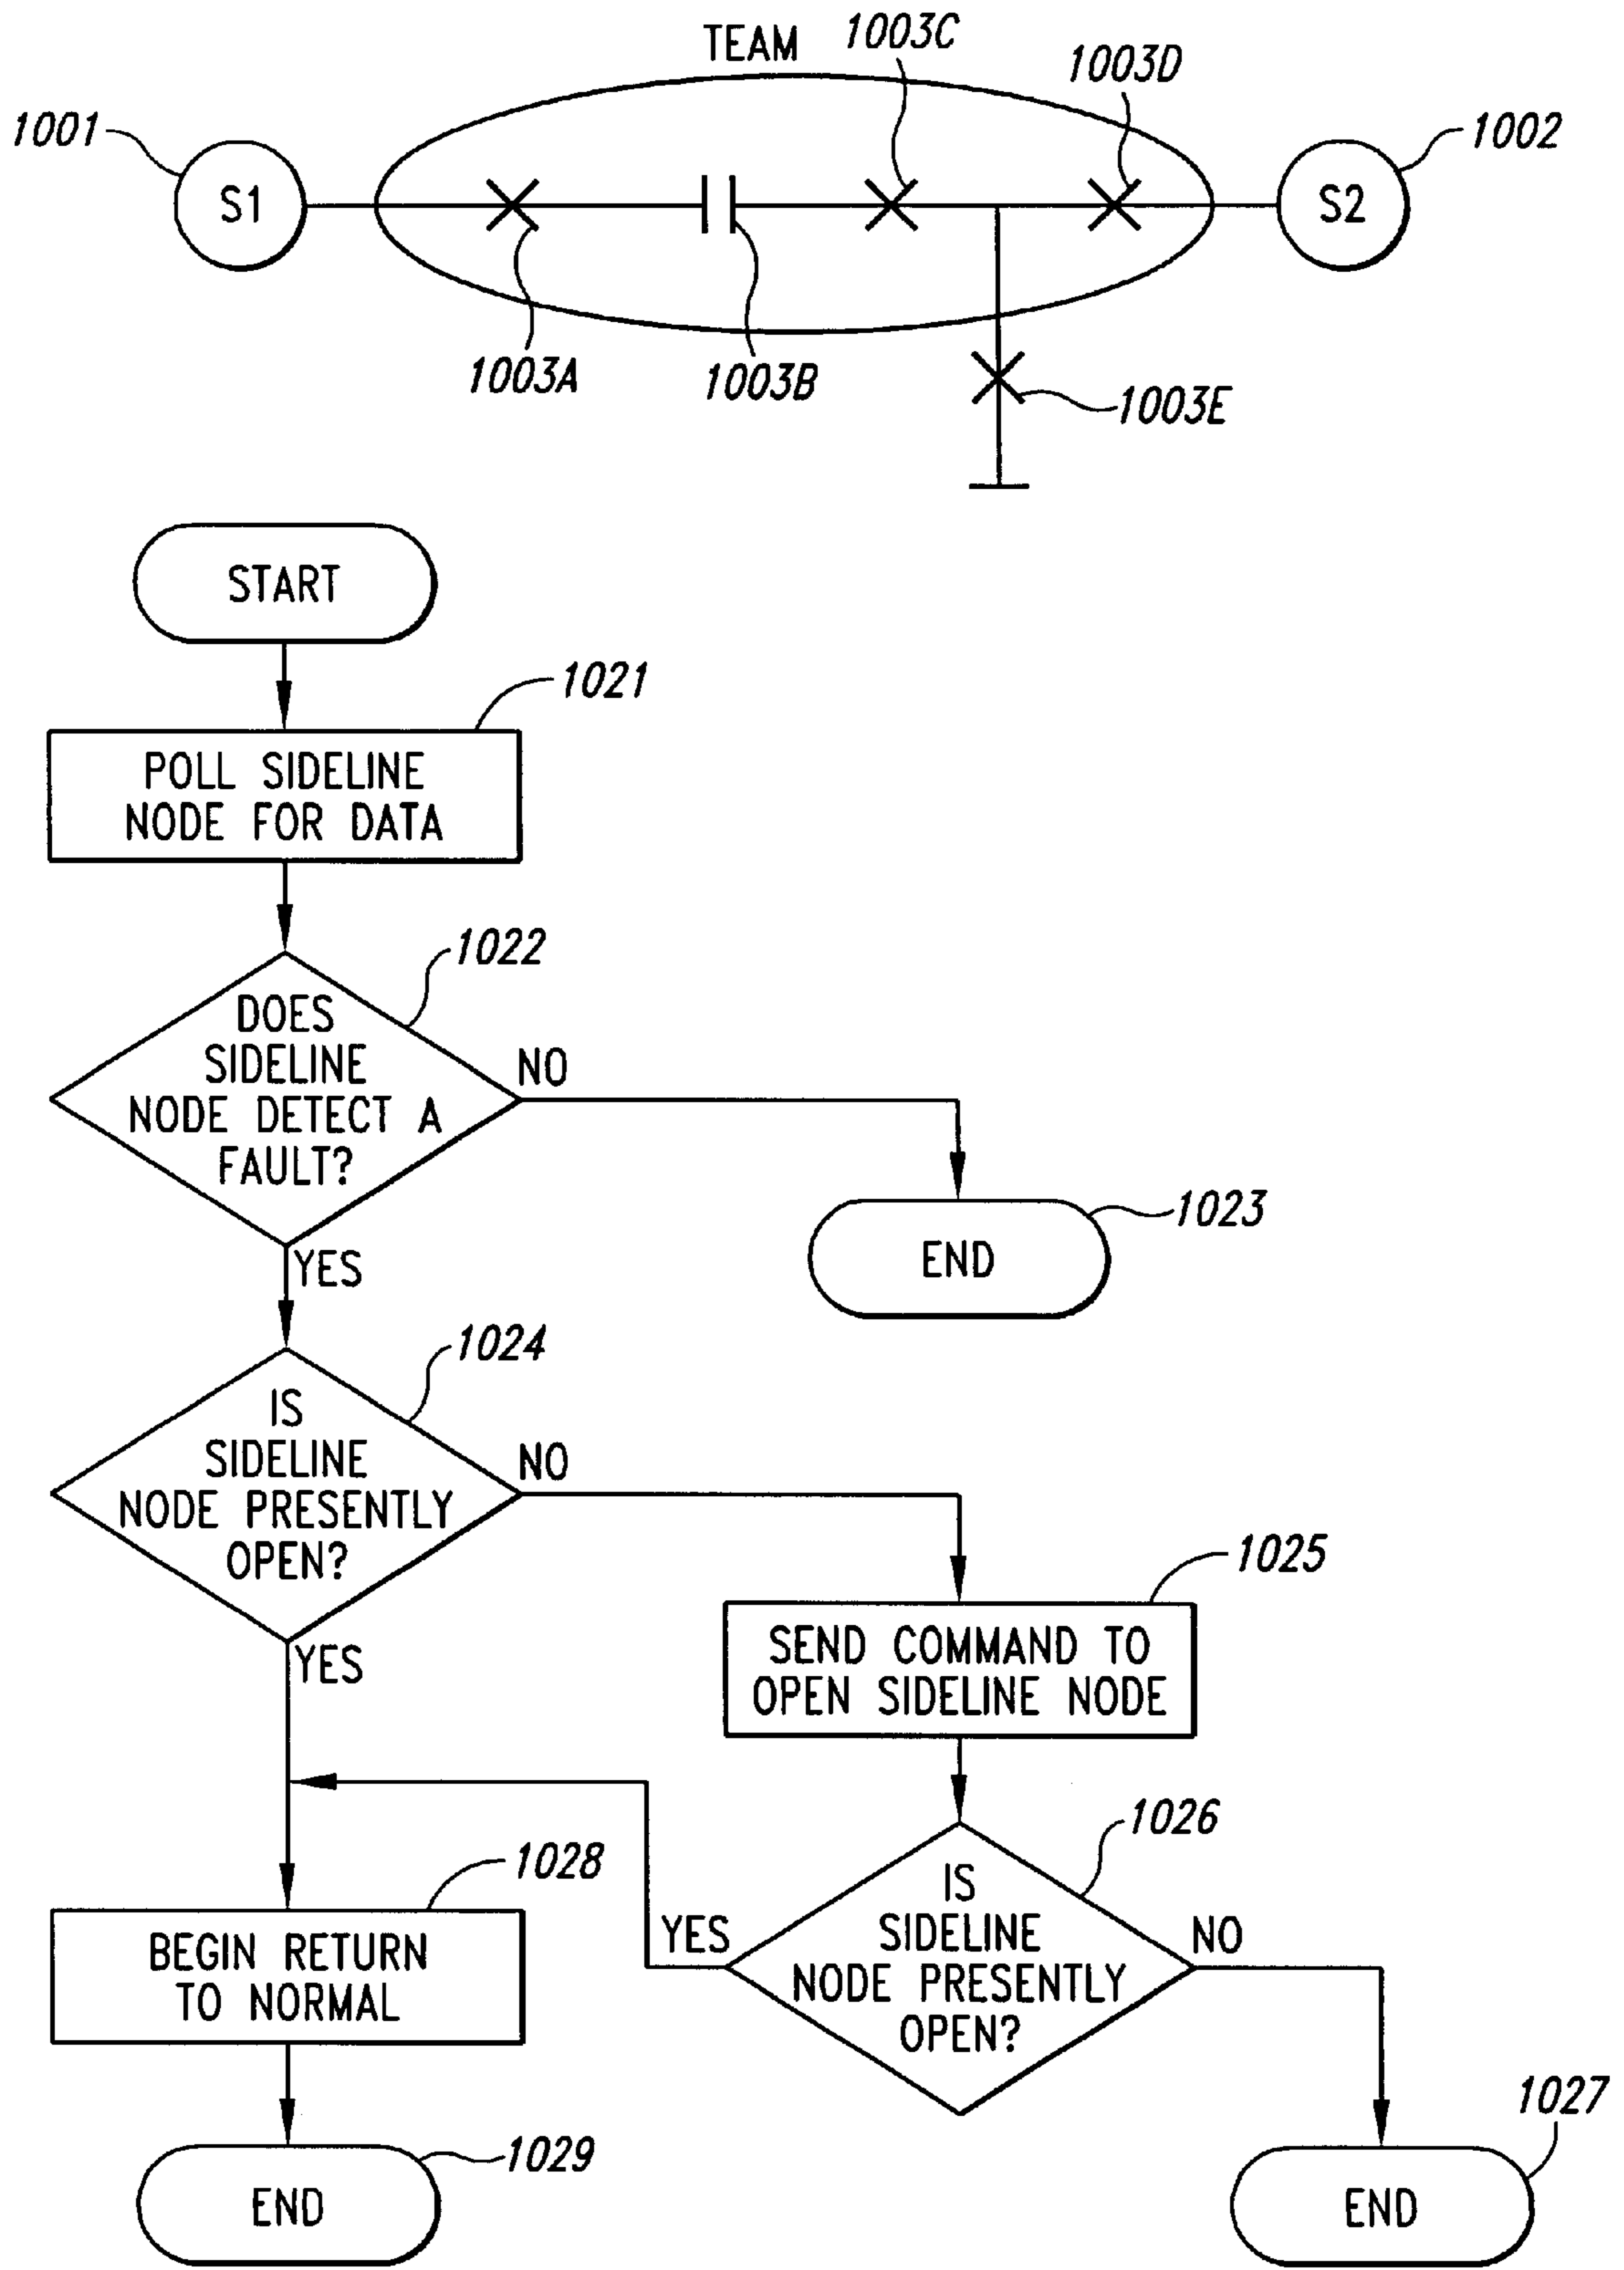 TEAM
1003C
1003D
1001
S1
S2
1002
1003A
1003B
1003E
START
1021
POLL SIDELINE
NODE FOR DATA
1022
DOES
SIDELINE
NODE DETECT A
FAULT?
NO
YES
1023
END
1024
IS
SIDELINE
NODE PRESENTLY
OPEN?
NO
YES
1025
SEND COMMAND TO
OPEN SIDELINE NODE
1026
IS
SIDELINE
NODE PRESENTLY
OPEN?
YES
NO
1028
BEGIN RETURN
TO NORMAL
1029
END
1027
END